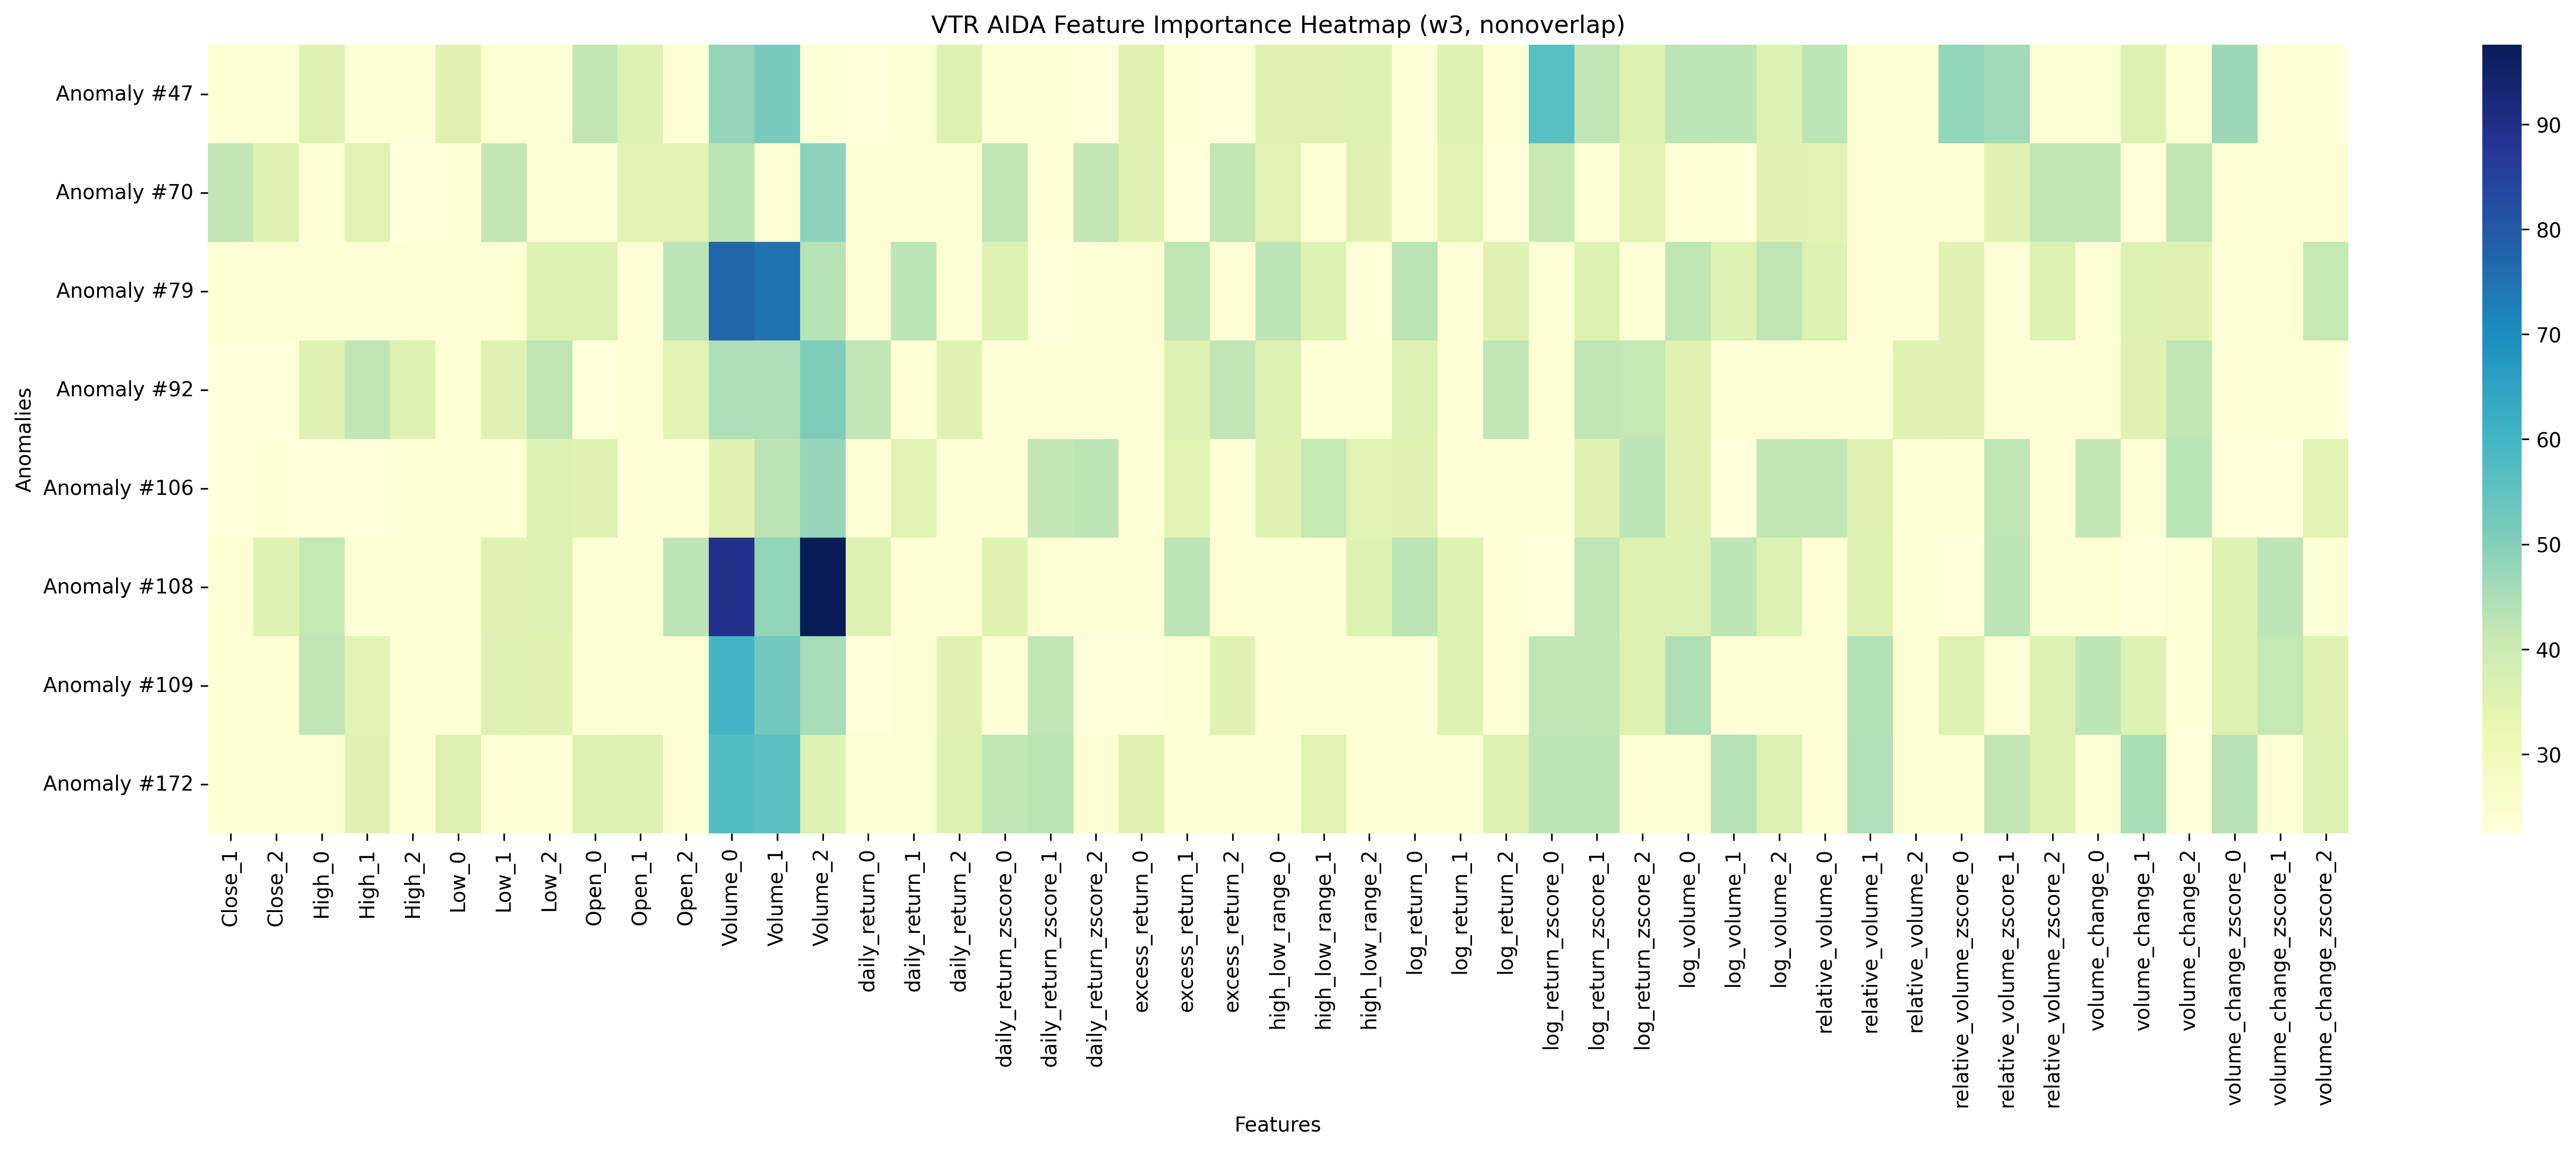 VTR AIDA Feature Importance Heatmap (w3, nonoverlap)
Anomalies
Anomaly #47
Anomaly #70
Anomaly #79
Anomaly #92
Anomaly #106
Anomaly #108
Anomaly #109
Anomaly #172
90
80
70
60
50
40
30
Close_1
Close_2
High_0
High_1
High_2
Low_0
Low_1
Low_2
Open_0
Open_1
Open_2
Volume_0
Volume_1
Volume_2
daily_return_0
daily_return_1
daily_return_2
daily_return_zscore_0
daily_return_zscore_1
daily_return_zscore_2
excess_return_0
excess_return_1
excess_return_2
high_low_range_0
high_low_range_1
high_low_range_2
log_return_0
log_return_1
log_return_2
log_return_zscore_0
log_return_zscore_1
log_return_zscore_2
log_volume_0
log_volume_1
log_volume_2
relative_volume_0
relative_volume_1
relative_volume_2
relative_volume_zscore_0
relative_volume_zscore_1
relative_volume_zscore_2
volume_change_0
volume_change_1
volume_change_2
volume_change_zscore_0
volume_change_zscore_1
volume_change_zscore_2
Features